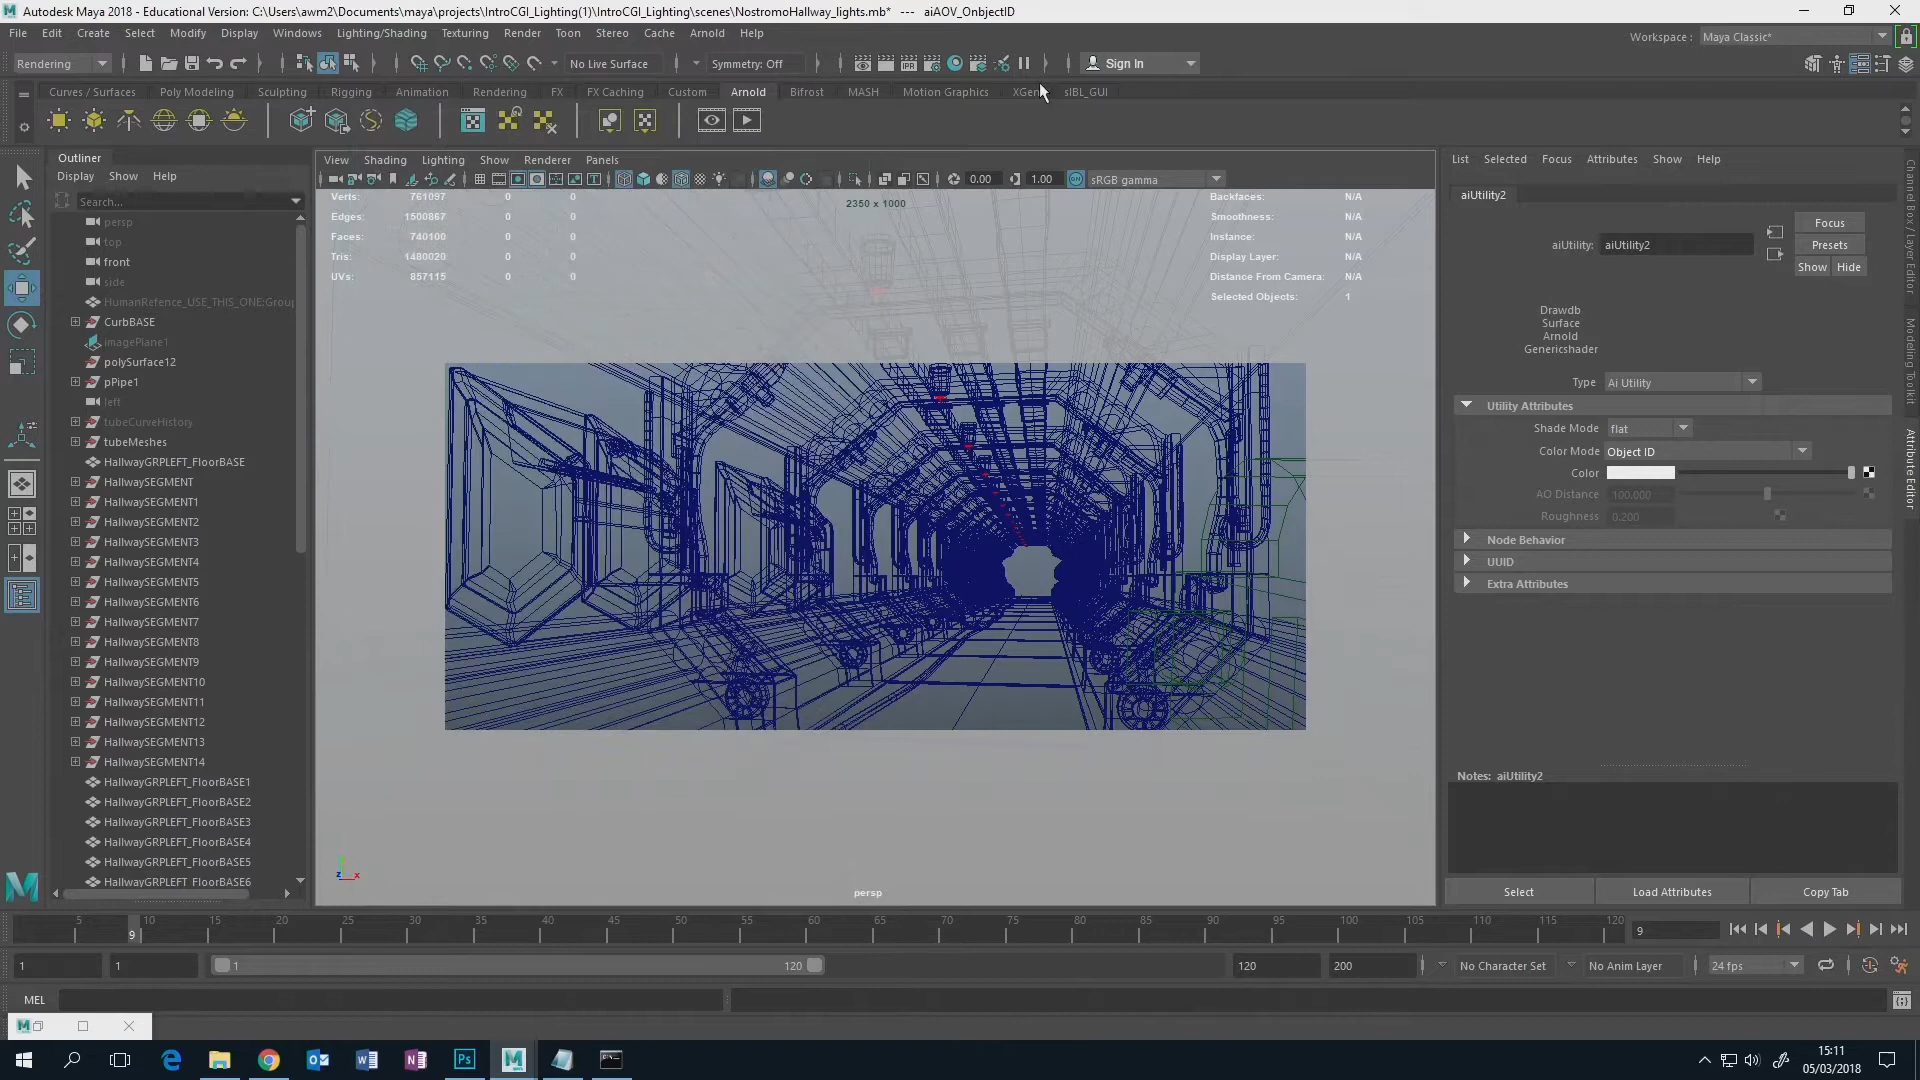 Autodesk Maya 2018 - Educational Version: C:\Users\awm2\Documents\maya\projects\IntroCGI_Lighting(1)\IntroCGI_Lighting\scenes\NostromoHallway_lights.mb* --- aiAOV_OnbjectID
File Edit Create Select Modify Display Windows Lighting/Shading Texturing Render Toon Stereo Cache Arnold Help
Workspace : Maya Classic*
Rendering No Live Surface Symmetry: Off IPR Sign In
Curves / Surfaces Poly Modeling Sculpting Rigging Animation Rendering FX FX Caching Custom Arnold Bifrost MASH Motion Graphics XGen sIBL_GUI
Outliner
Display Show Help
Search...
persp
top
front
side
HumanRefence_USE_THIS_ONE:Group
CurbBASE
imagePlane1
polySurface12
pPipe1
left
tubeCurveHistory
tubeMeshes
HallwayGRPLEFT_FloorBASE
HallwaySEGMENT
HallwaySEGMENT1
HallwaySEGMENT2
HallwaySEGMENT3
HallwaySEGMENT4
HallwaySEGMENT5
HallwaySEGMENT6
HallwaySEGMENT7
HallwaySEGMENT8
HallwaySEGMENT9
HallwaySEGMENT10
HallwaySEGMENT11
HallwaySEGMENT12
HallwaySEGMENT13
HallwaySEGMENT14
HallwayGRPLEFT_FloorBASE1
HallwayGRPLEFT_FloorBASE2
HallwayGRPLEFT_FloorBASE3
HallwayGRPLEFT_FloorBASE4
HallwayGRPLEFT_FloorBASE5
HallwayGRPLEFT_FloorBASE6
View Shading Lighting Show Renderer Panels
0.00 1.00 sRGB gamma
Verts: 761097 0 0
Edges: 1500867 0 0
Faces: 740100 0 0
Tris: 1480020 0 0
UVs: 857115 0 0
2350 x 1000
Backfaces: N/A
Smoothness: N/A
Instance: N/A
Display Layer: N/A
Distance From Camera: N/A
Selected Objects: 1
z x
persp
List Selected Focus Attributes Show Help
aiUtility2
aiUtility: aiUtility2
Focus
Presets
Show Hide
Drawdb
Surface
Arnold
Genericshader
Type Ai Utility
Utility Attributes
Shade Mode flat
Color Mode Object ID
Color
AO Distance 100.000
Roughness 0.200
Node Behavior
UUID
Extra Attributes
Notes: aiUtility2
Select Load Attributes Copy Tab
Channel Box / Layer Editor
Modeling Toolkit
Attribute Editor
5 10 15 20 25 30 35 40 45 50 55 60 65 70 75 80 85 90 95 100 105 110 115 120
9
9
1 1 1 120 120 200 No Character Set No Anim Layer 24 fps
MEL
15:11
05/03/2018